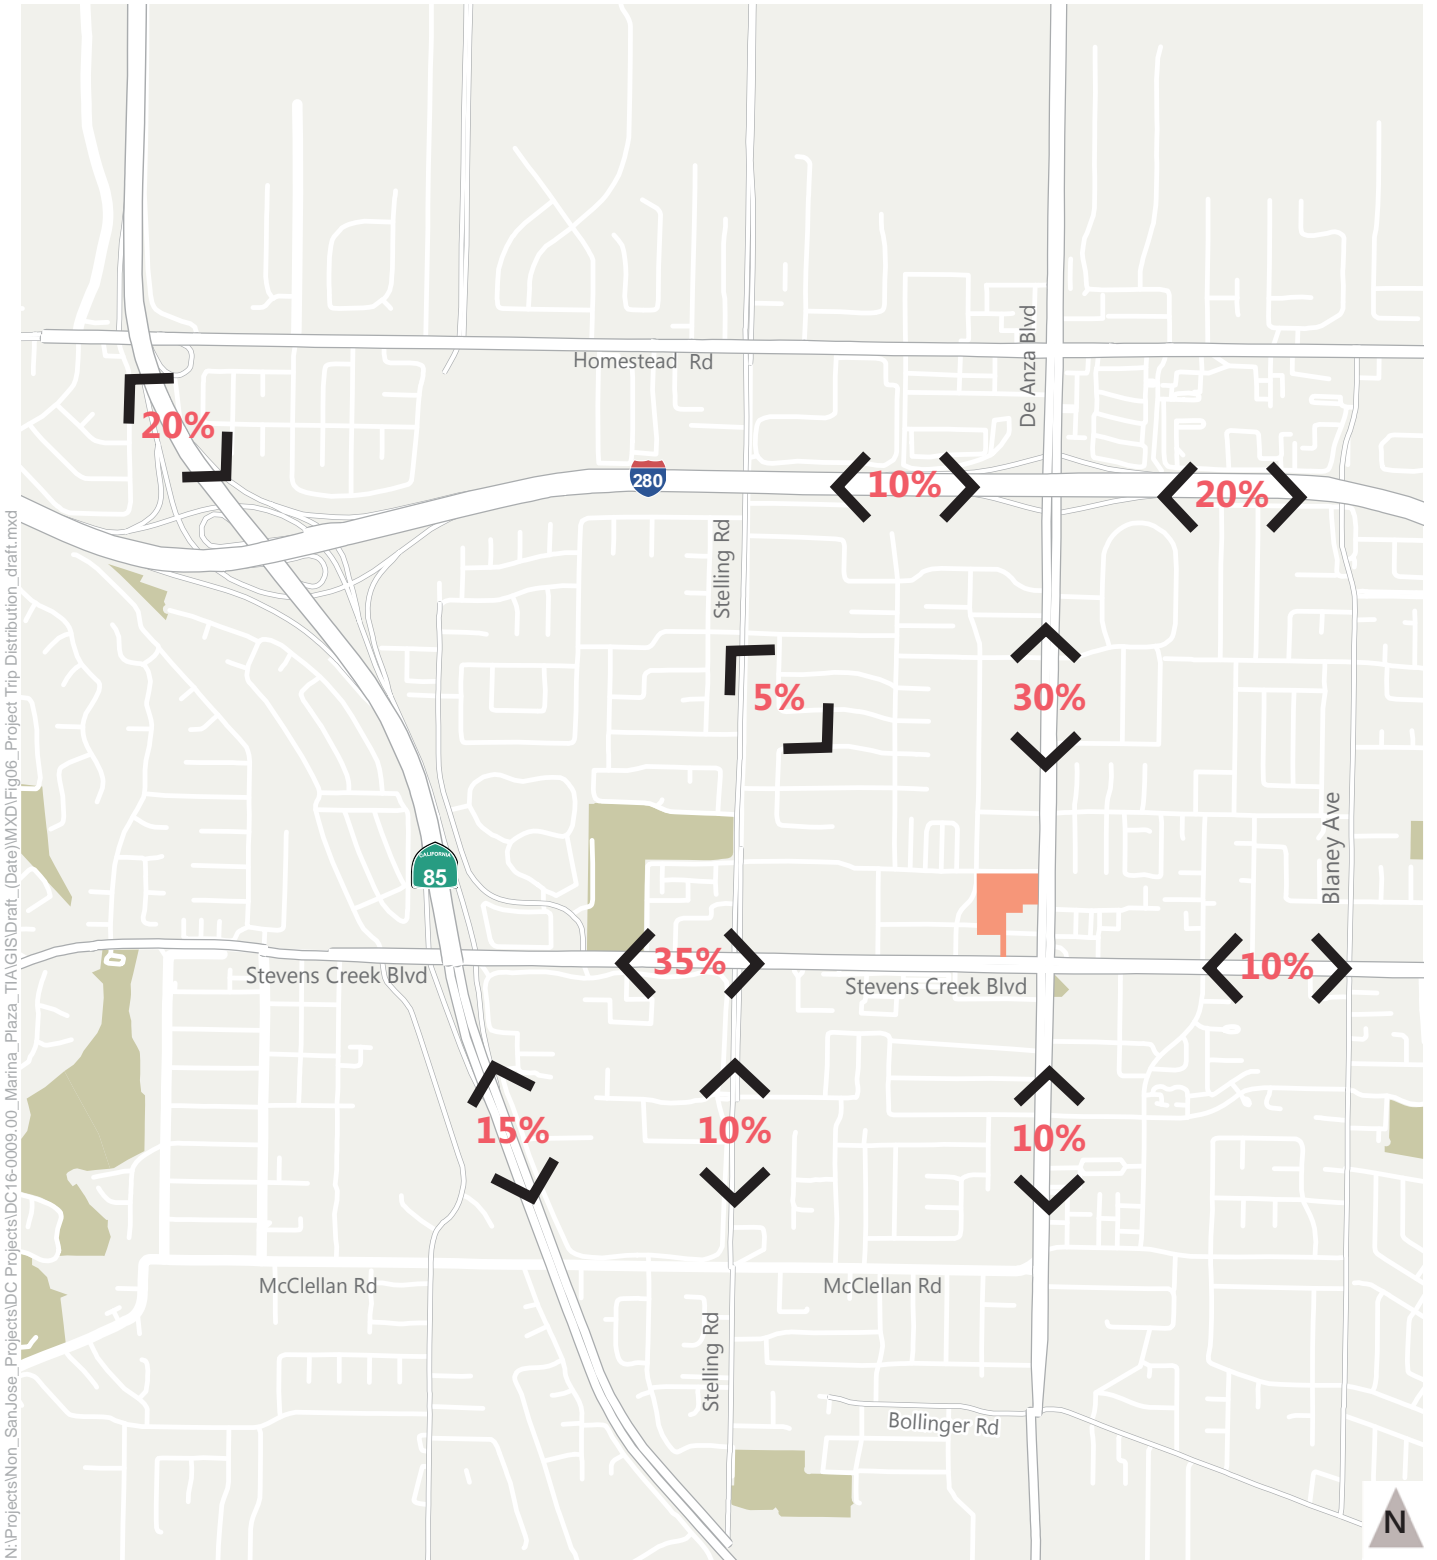 De Anza Blvd
Homestead Rd
20%
280
10%
20%
Stelling Rd
5%
30%
Blaney Ave
CALIFORNIA
85
35%
10%
Stevens Creek Blvd
Stevens Creek Blvd
15%
10%
10%
McClellan Rd
McClellan Rd
Stelling Rd
Bollinger Rd
N
N:\Projects\Non_SanJose_Projects\DC Projects\DC16-0009.00_Marina_Plaza_TIA\GIS\Draft_(Date)\MXD\Fig06_Project Trip Distribution_draft.mxd